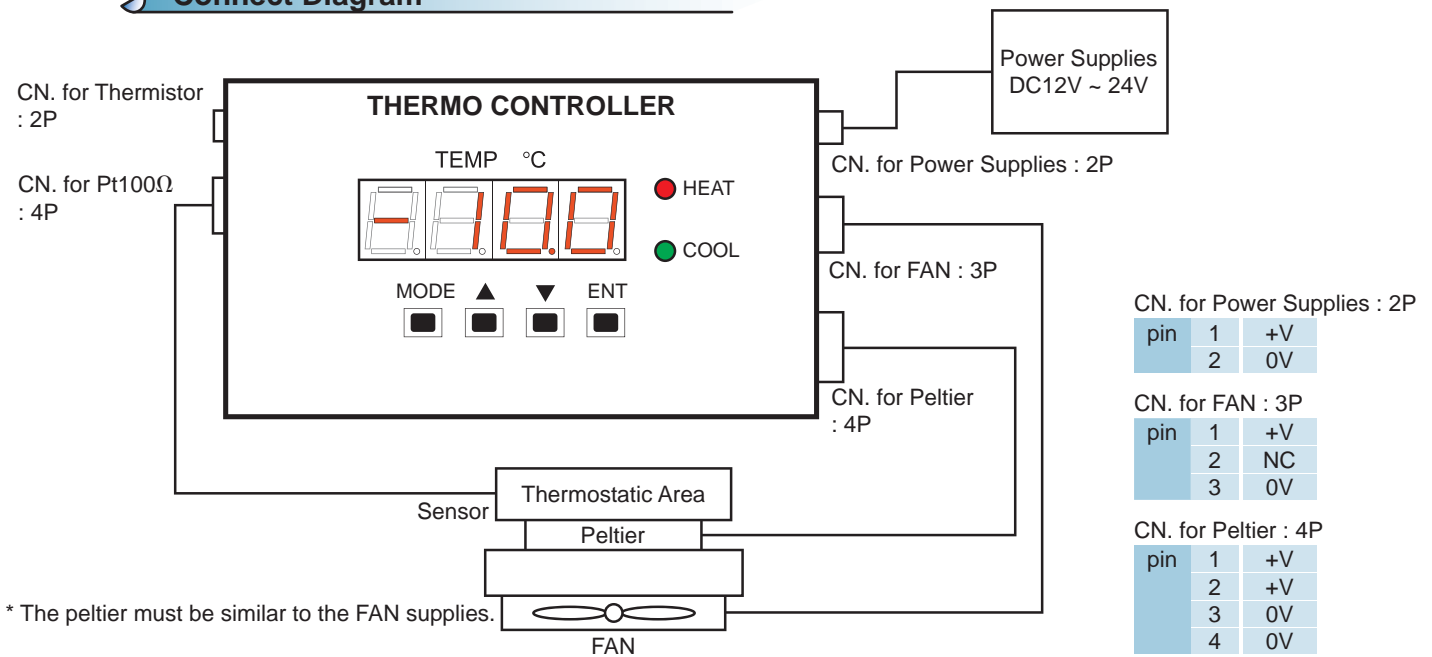 Connect Diagram
Power Supplies
DC12V ~ 24V
CN. for Thermistor
: 2P
THERMO CONTROLLER
TEMP °C
CN. for Power Supplies : 2P
CN. for Pt100Ω
: 4P
-10.0
HEAT
COOL
CN. for FAN : 3P
MODE ▲ ▼ ENT
CN. for Peltier
: 4P
Thermostatic Area
Sensor
Peltier
* The peltier must be similar to the FAN supplies.
FAN
CN. for Power Supplies : 2P
pin 1 +V
2 0V
CN. for FAN : 3P
pin 1 +V
2 NC
3 0V
CN. for Peltier : 4P
pin 1 +V
2 +V
3 0V
4 0V